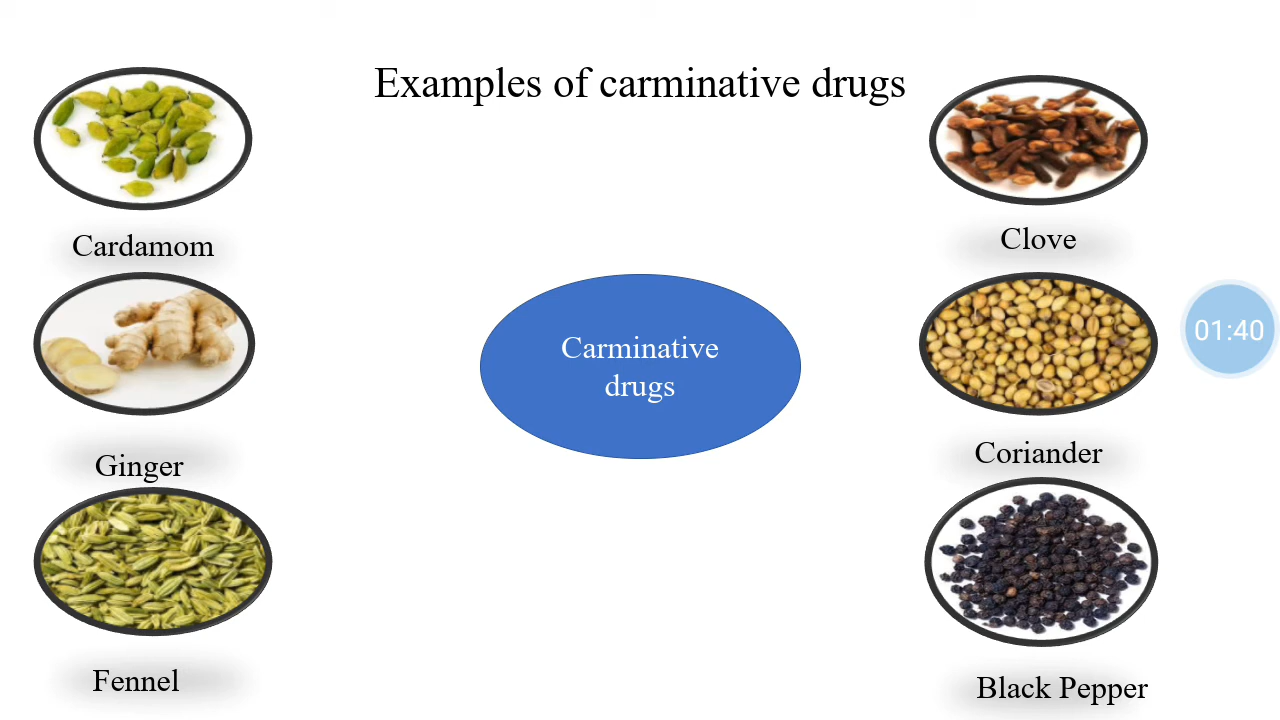 Examples of carminative drugs
Cardamom
Clove
Carminative
drugs
01:40
Ginger
Coriander
Fennel
Black Pepper